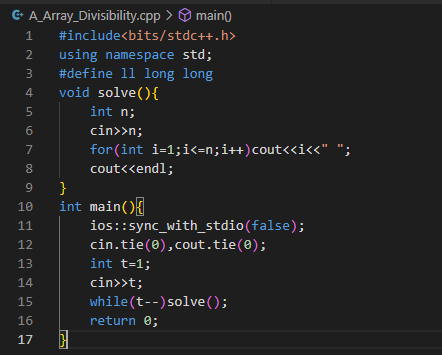 A_Array_Divisibility.cpp > main()
1 #include<bits/stdc++.h>
2 using namespace std;
3 #define ll long long
4 void solve(){
5     int n;
6     cin>>n;
7     for(int i=1;i<=n;i++)cout<<i<<" ";
8     cout<<endl;
9 }
10 int main(){
11     ios::sync_with_stdio(false);
12     cin.tie(0),cout.tie(0);
13     int t=1;
14     cin>>t;
15     while(t--)solve();
16     return 0;
17 }